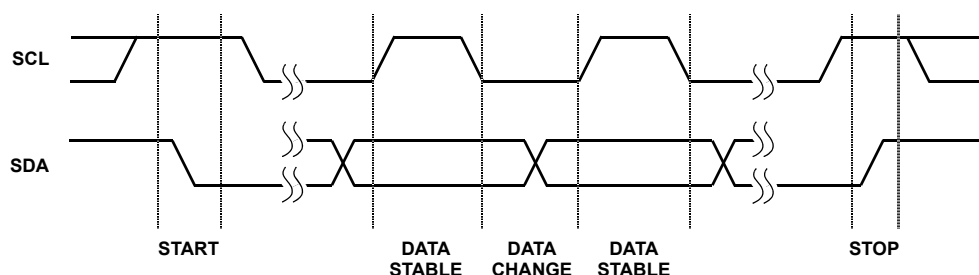 SCL
SDA
START
DATA
STABLE
DATA
CHANGE
DATA
STABLE
STOP